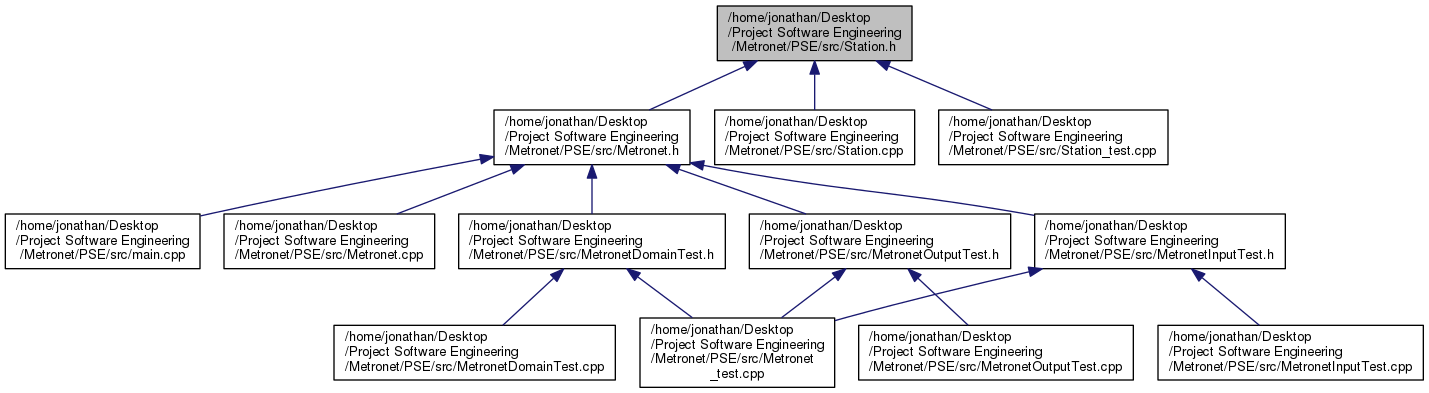 /home/jonathan/Desktop
/Project Software Engineering
/Metronet/PSE/src/Station.h
/home/jonathan/Desktop
/Project Software Engineering
/Metronet/PSE/src/Metronet.h
/home/jonathan/Desktop
/Project Software Engineering
/Metronet/PSE/src/Station.cpp
/home/jonathan/Desktop
/Project Software Engineering
/Metronet/PSE/src/Station_test.cpp
/home/jonathan/Desktop
/Project Software Engineering
/Metronet/PSE/src/main.cpp
/home/jonathan/Desktop
/Project Software Engineering
/Metronet/PSE/src/Metronet.cpp
/home/jonathan/Desktop
/Project Software Engineering
/Metronet/PSE/src/MetronetDomainTest.h
/home/jonathan/Desktop
/Project Software Engineering
/Metronet/PSE/src/MetronetOutputTest.h
/home/jonathan/Desktop
/Project Software Engineering
/Metronet/PSE/src/MetronetInputTest.h
/home/jonathan/Desktop
/Project Software Engineering
/Metronet/PSE/src/MetronetDomainTest.cpp
/home/jonathan/Desktop
/Project Software Engineering
/Metronet/PSE/src/Metronet
_test.cpp
/home/jonathan/Desktop
/Project Software Engineering
/Metronet/PSE/src/MetronetOutputTest.cpp
/home/jonathan/Desktop
/Project Software Engineering
/Metronet/PSE/src/MetronetInputTest.cpp